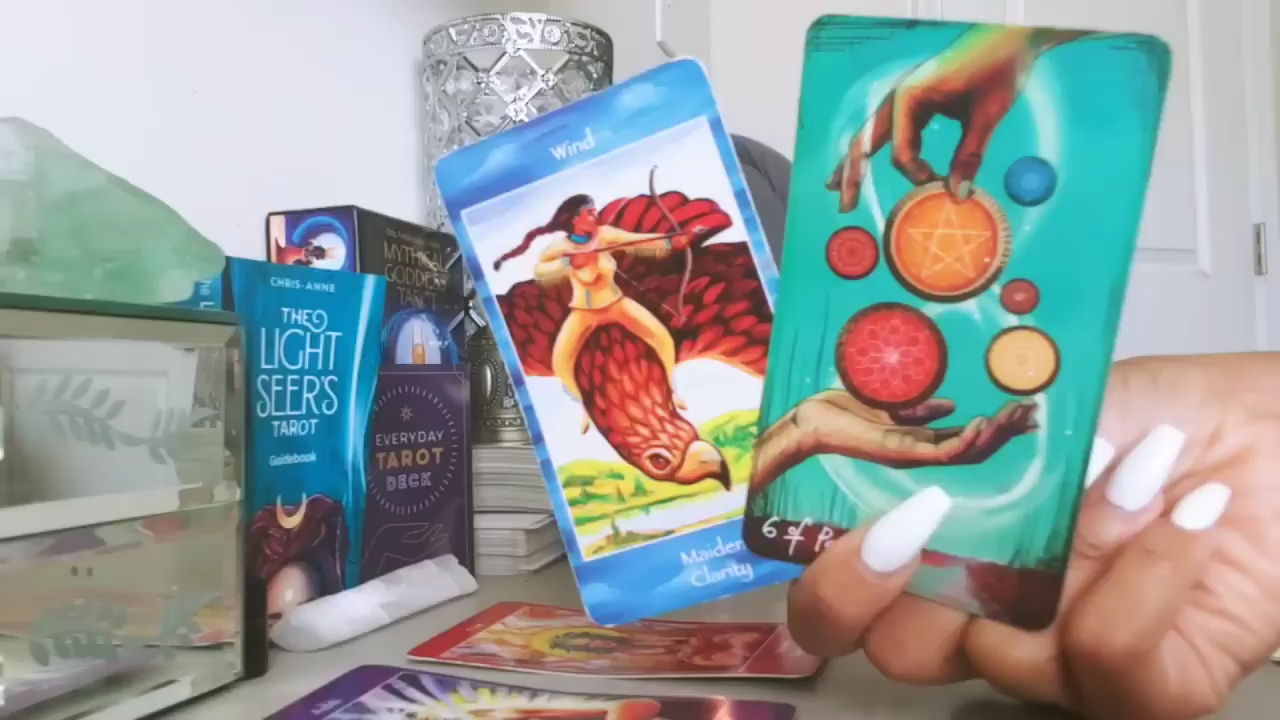 CHRIS-ANNE
THE
LIGHT
SEER'S
TAROT
Guidebook
MYTHICAL
GODDESS
TAROT
EVERYDAY
TAROT
DECK
Wind
Maiden
Clarity
6 of